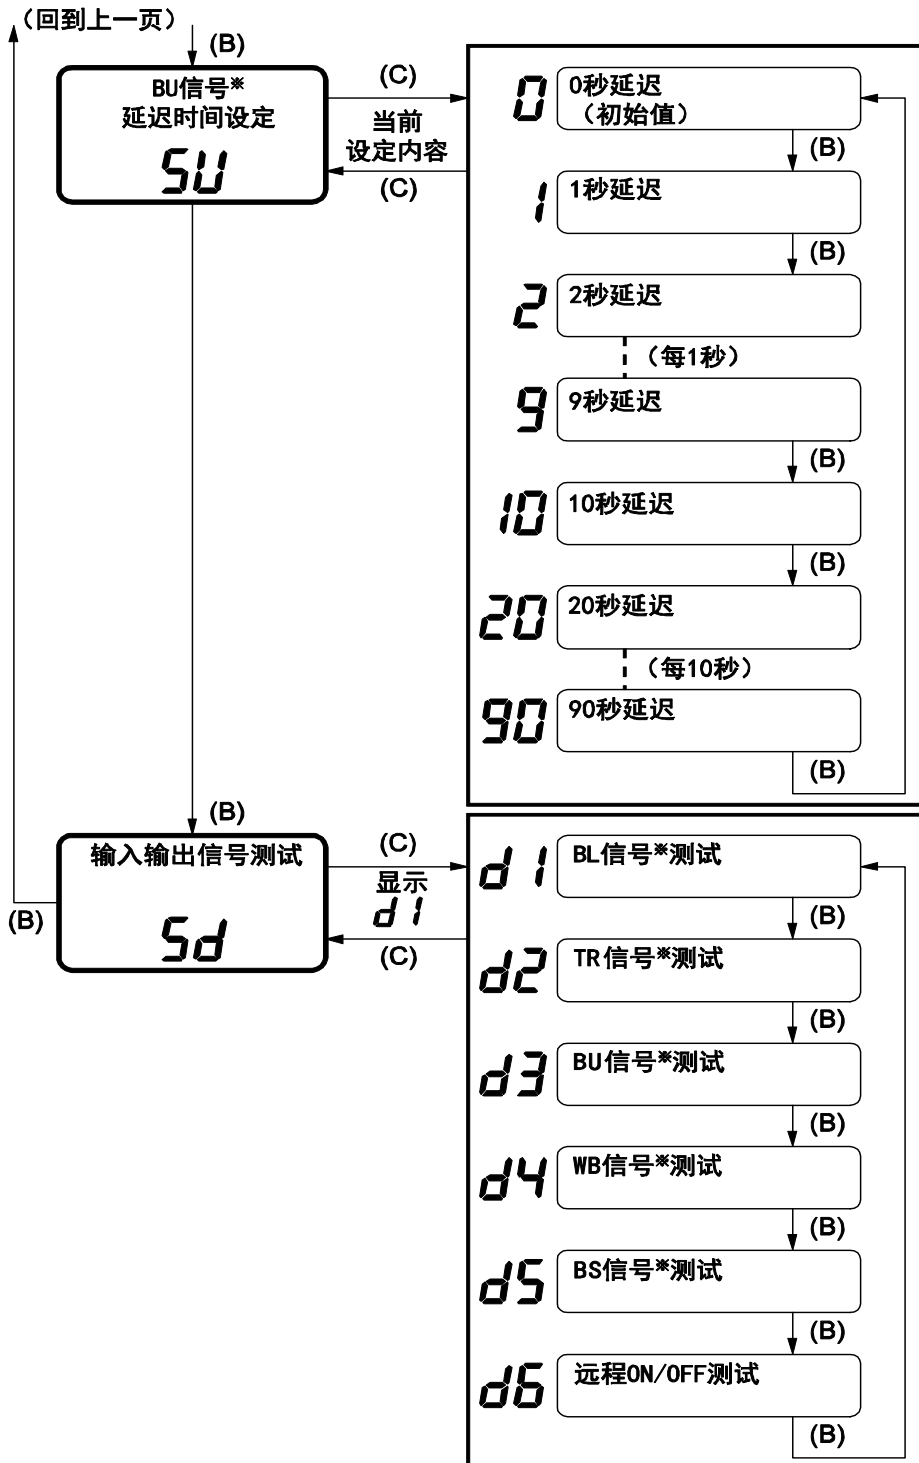 （回到上一页）
(B)
BU信号※
延迟时间设定
SU
(C)
当前
设定内容
(C)
0
0秒延迟
（初始值）
(B)
1
1秒延迟
(B)
2
2秒延迟
（每1秒）
9
9秒延迟
(B)
10
10秒延迟
(B)
20
20秒延迟
（每10秒）
90
90秒延迟
(B)
(B)
输入输出信号测试
Sd
(B)
(C)
显示
d1
(C)
d1
BL信号※测试
(B)
d2
TR信号※测试
(B)
d3
BU信号※测试
(B)
d4
WB信号※测试
(B)
d5
BS信号※测试
(B)
d6
远程ON/OFF测试
(B)